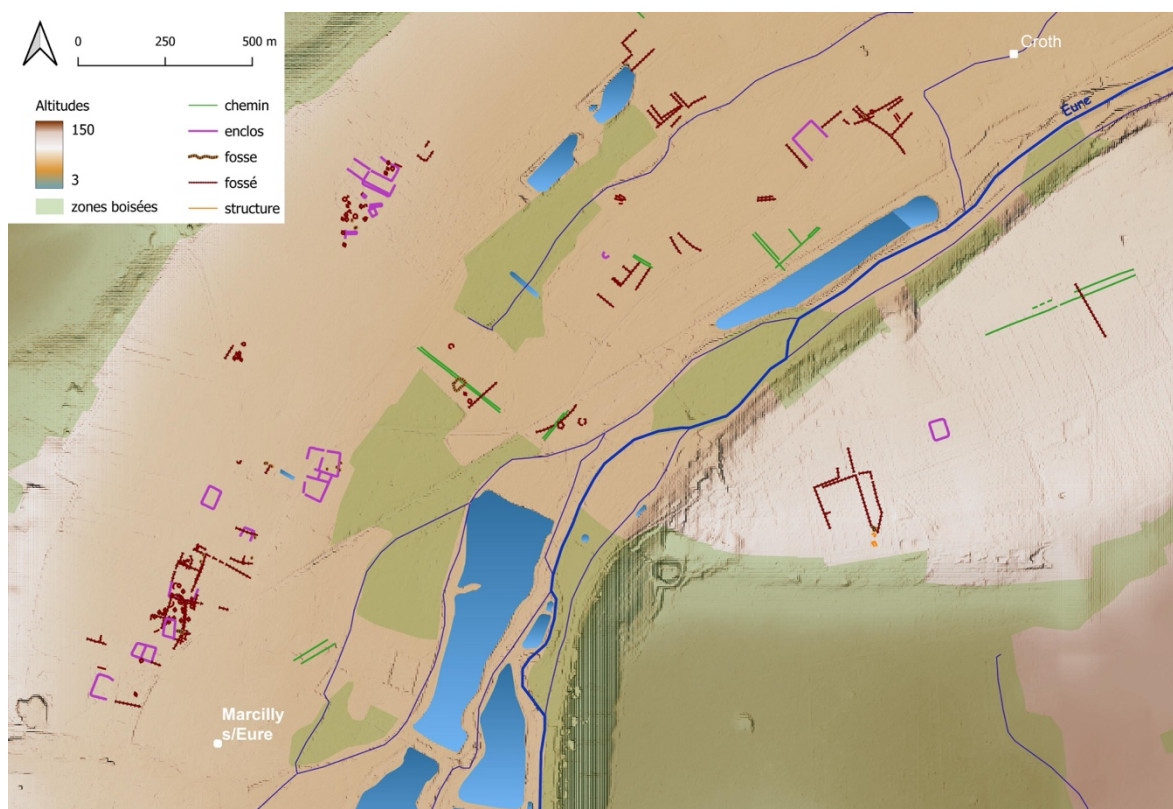 0 250 500 m
Altitudes
150
3
zones boisées
chemin
enclos
fosse
fossé
structure
Croth
Eure
Marcilly
s/Eure